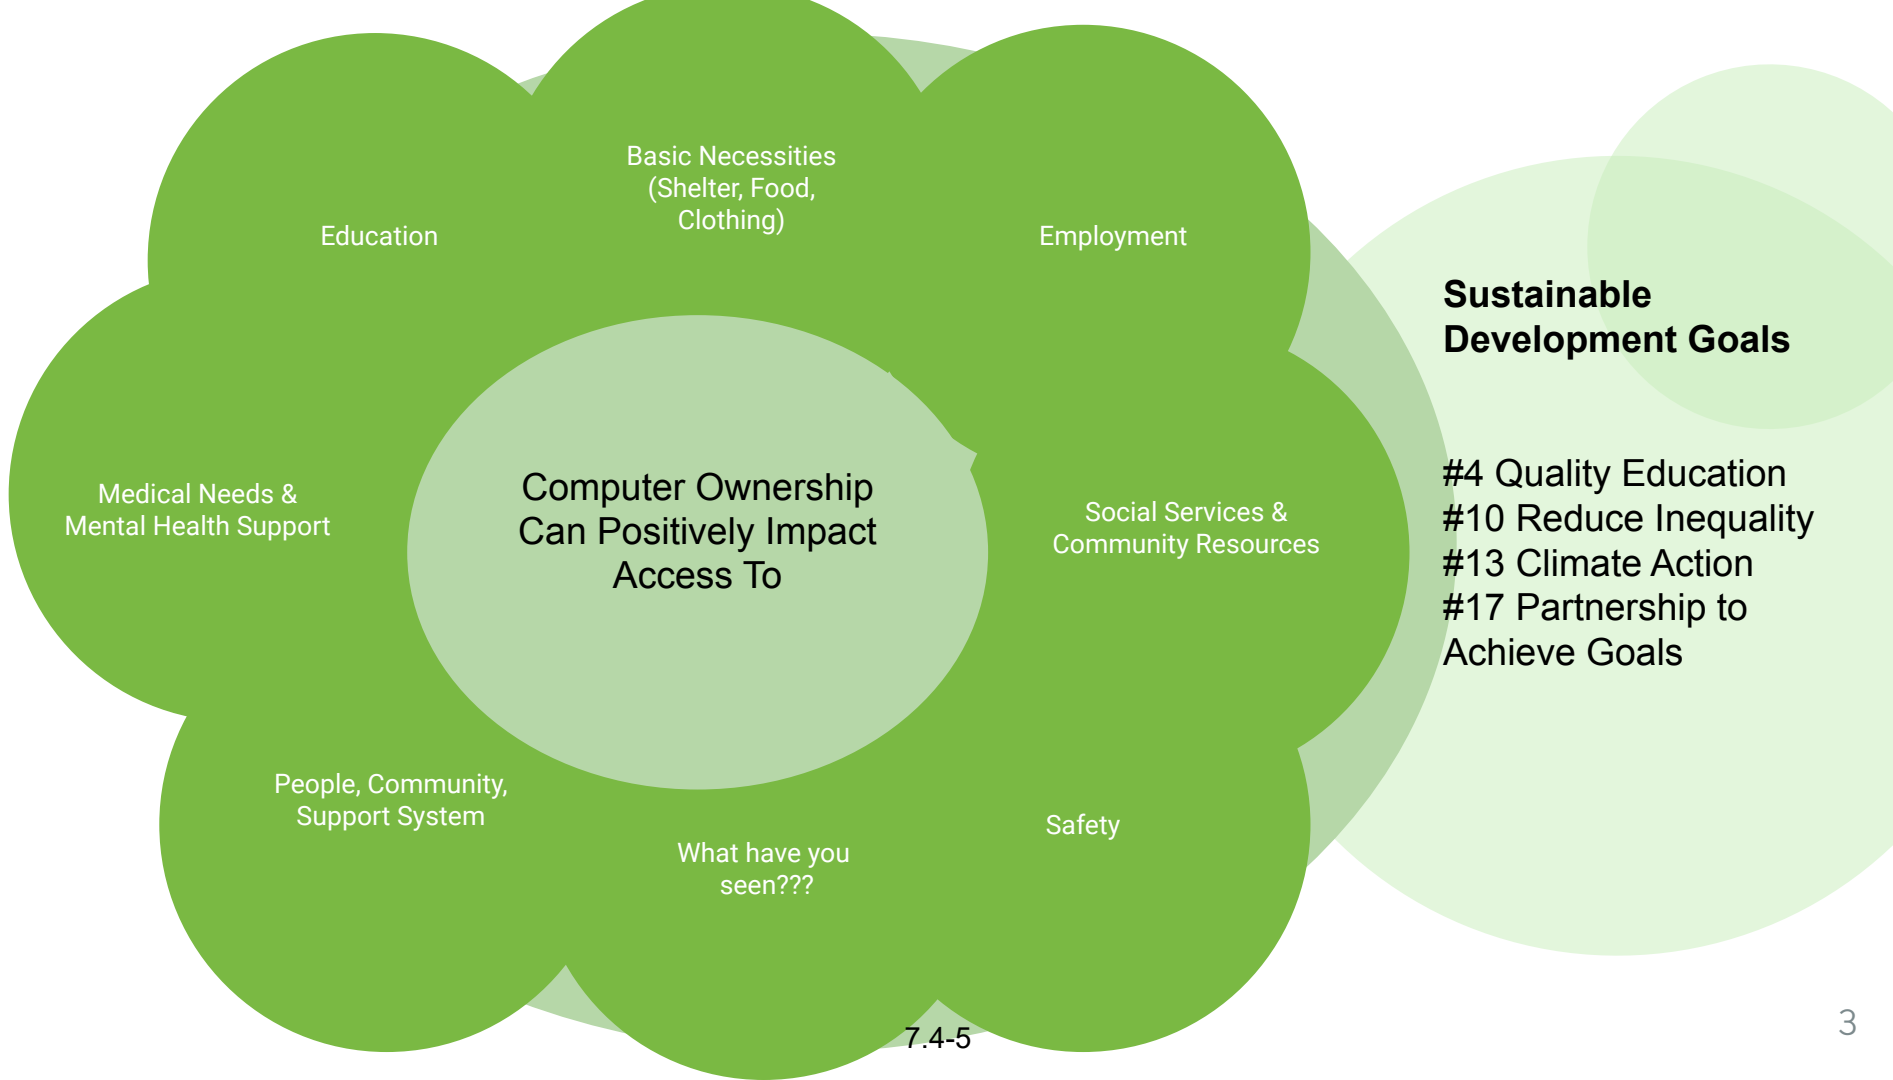 Basic Necessities
(Shelter, Food,
Clothing)
Education
Employment
Medical Needs &
Mental Health Support
Computer Ownership
Can Positively Impact
Access To
Social Services &
Community Resources
People, Community,
Support System
What have you
seen???
Safety
Sustainable
Development Goals
#4 Quality Education
#10 Reduce Inequality
#13 Climate Action
#17 Partnership to
Achieve Goals
7.4-5
3